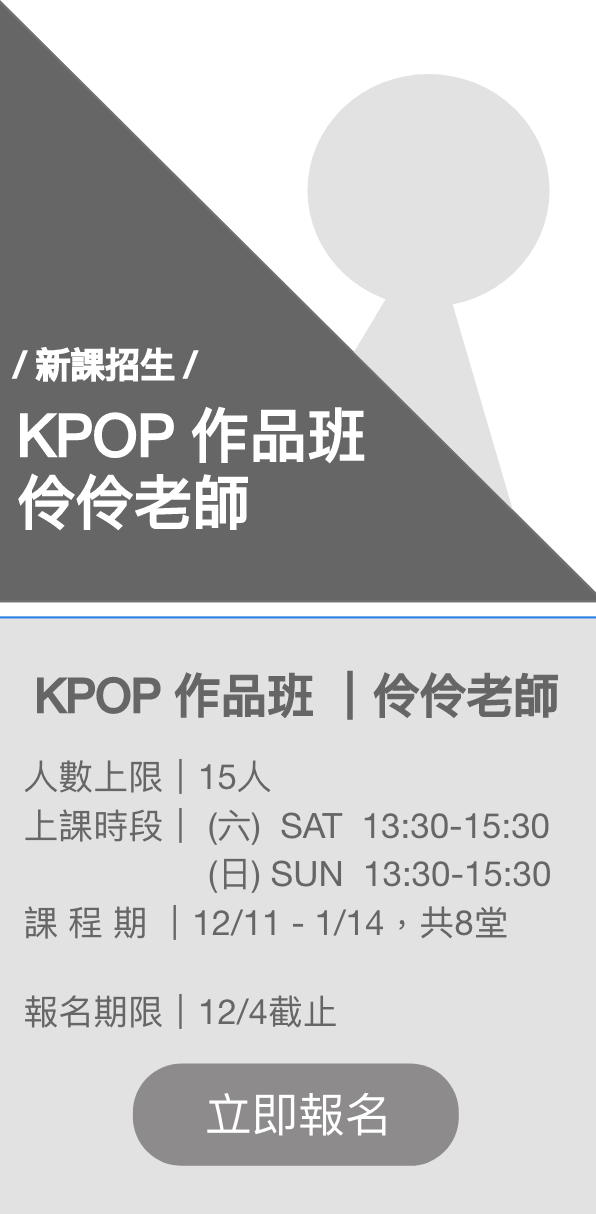 / 新課招生 /
KPOP 作品班
伶伶老師
KPOP 作品班 ｜伶伶老師
人數上限｜15人
上課時段｜ (六) SAT 13:30-15:30
(日) SUN 13:30-15:30
課 程 期 ｜12/11 - 1/14，共8堂
報名期限｜12/4截止
立即報名